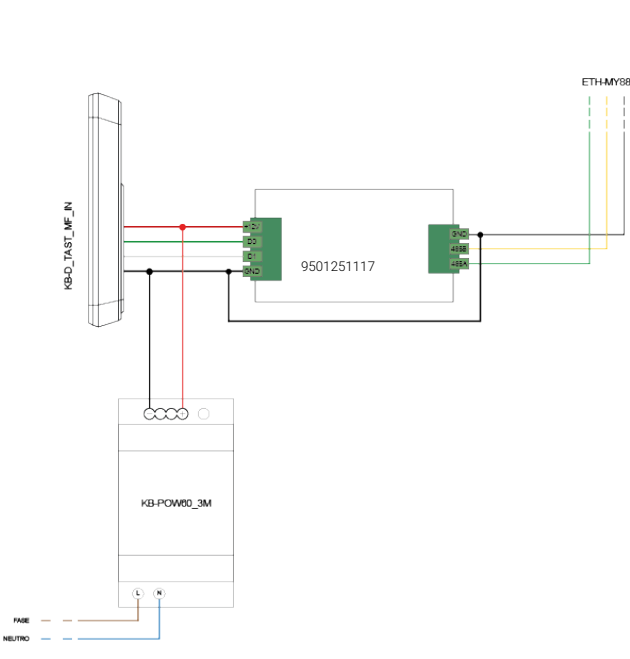 ETH-MY88
KB-D_TAST_MF_IN
+12V
D0
D1
GND
GND
485B
485A
9501251117
KB-POW60_3M
L
N
FASE
NEUTRO